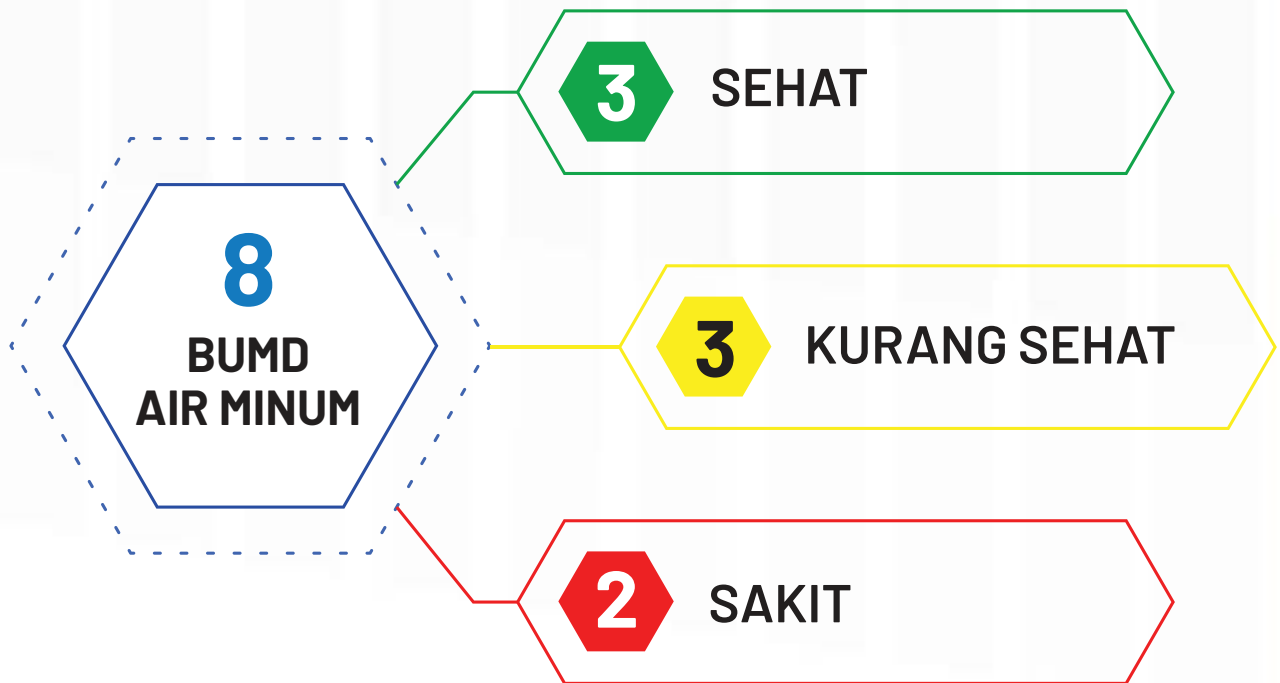 8
BUMD
AIR MINUM
3 SEHAT
3 KURANG SEHAT
2 SAKIT